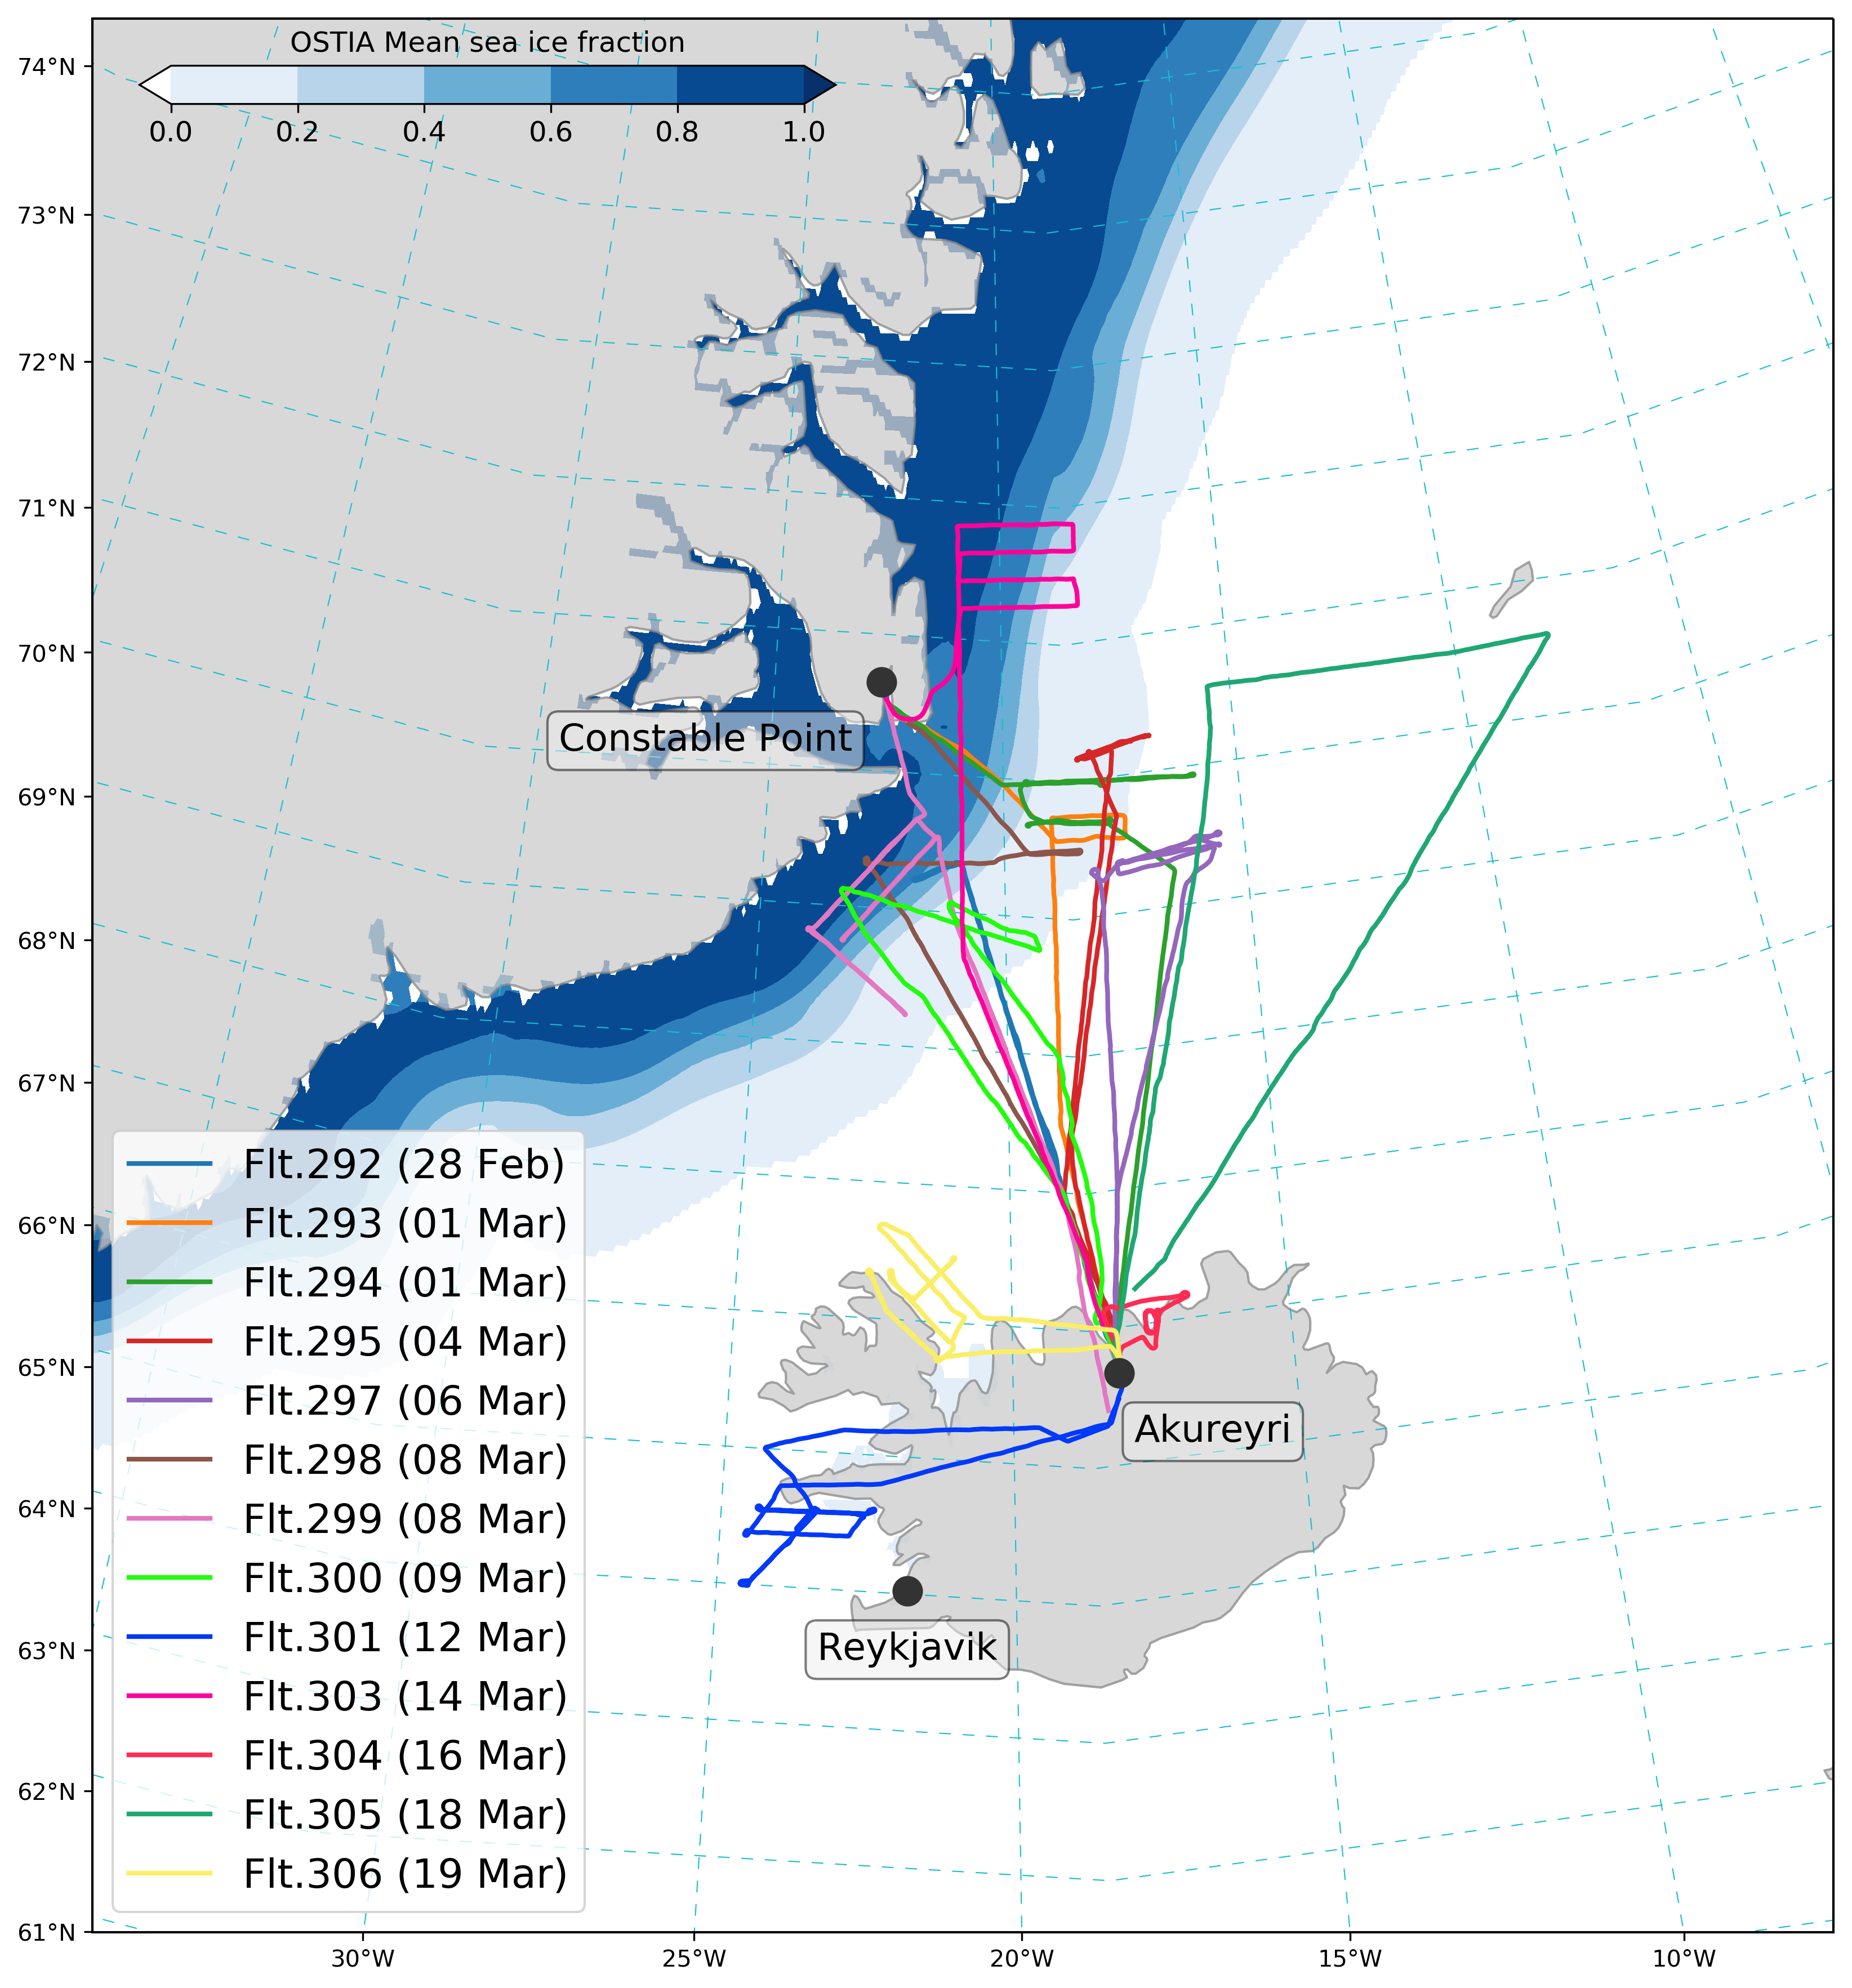 OSTIA Mean sea ice fraction
0.0 0.2 0.4 0.6 0.8 1.0
74°N
73°N
72°N
71°N
70°N
69°N
68°N
67°N
66°N
65°N
64°N
63°N
62°N
61°N
Constable Point
Akureyri
Reykjavik
Flt.292 (28 Feb)
Flt.293 (01 Mar)
Flt.294 (01 Mar)
Flt.295 (04 Mar)
Flt.297 (06 Mar)
Flt.298 (08 Mar)
Flt.299 (08 Mar)
Flt.300 (09 Mar)
Flt.301 (12 Mar)
Flt.303 (14 Mar)
Flt.304 (16 Mar)
Flt.305 (18 Mar)
Flt.306 (19 Mar)
30°W 25°W 20°W 15°W 10°W